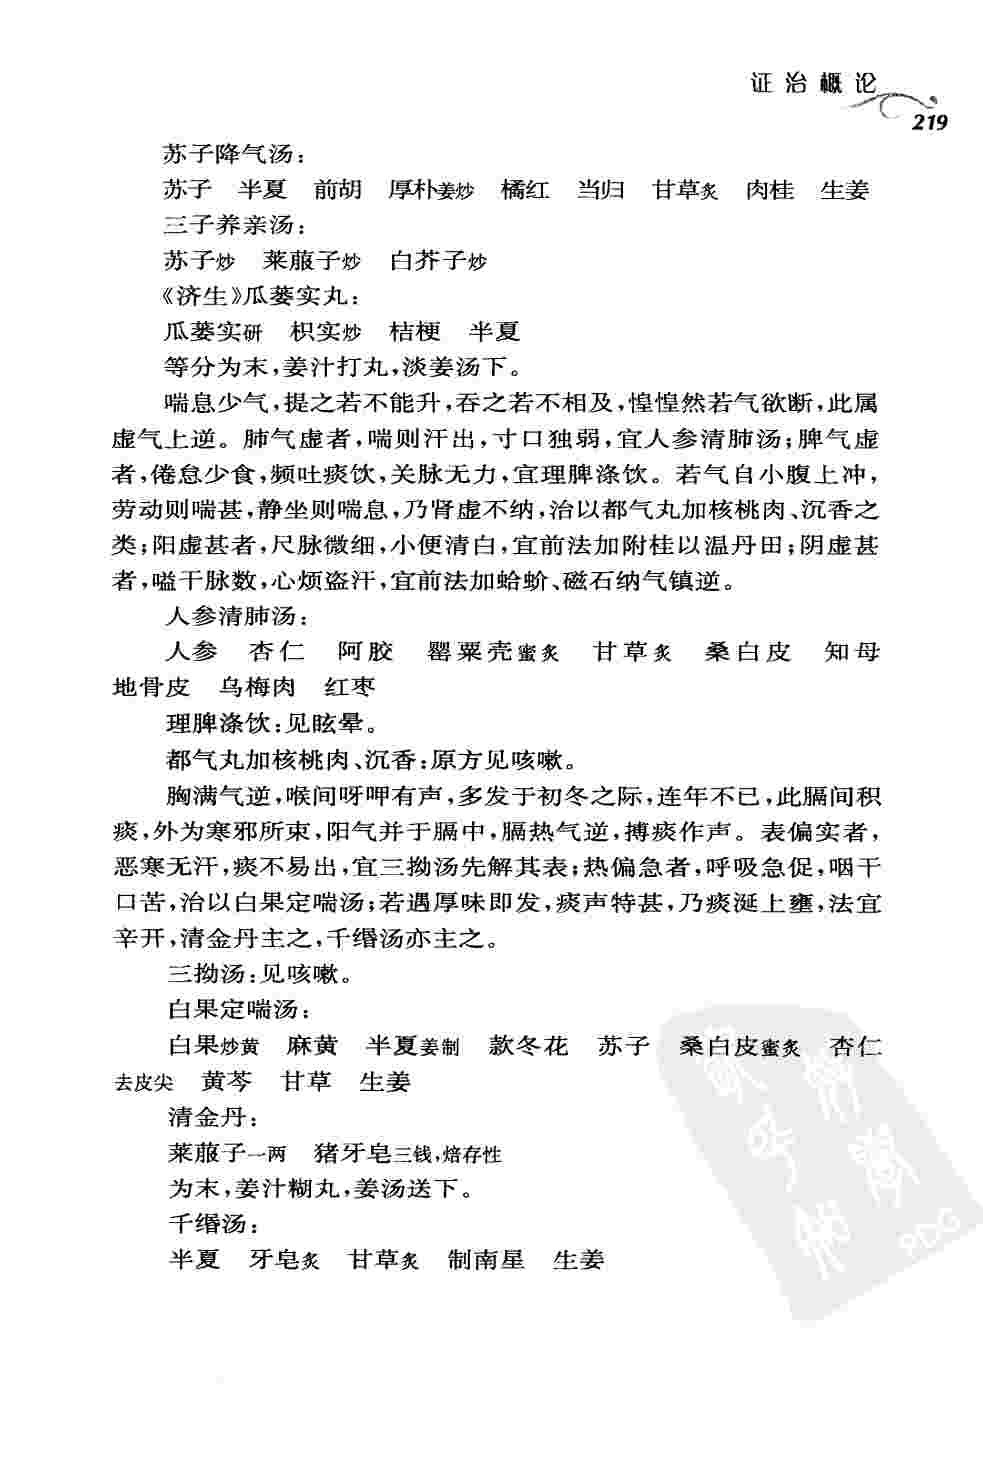 证治概论
219
苏子降气汤：
苏子 半夏 前胡 厚朴姜炒 橘红 当归 甘草炙 肉桂 生姜
三子养亲汤：
苏子炒 莱菔子炒 白芥子炒
《济生》瓜蒌实丸：
瓜蒌实研 枳实炒 桔梗 半夏
等分为末，姜汁打丸，淡姜汤下。
喘息少气，提之若不能升，吞之若不相及，惶惶然若气欲断，此属
虚气上逆。肺气虚者，喘则汗出，寸口独弱，宜人参清肺汤；脾气虚
者，倦怠少食，频吐痰饮，关脉无力，宜理脾涤饮。若气自小腹上冲，
劳动则喘甚，静坐则喘息，乃肾虚不纳，治以都气丸加核桃肉、沉香之
类；阳虚甚者，尺脉微细，小便清白，宜前法加附桂以温丹田；阴虚甚
者，嗌干脉数，心烦盗汗，宜前法加蛤蚧、磁石纳气镇逆。
人参清肺汤：
人参 杏仁 阿胶 罂粟壳蜜炙 甘草炙 桑白皮 知母
地骨皮 乌梅肉 红枣
理脾涤饮：见眩晕。
都气丸加核桃肉、沉香：原方见咳嗽。
胸满气逆，喉间呀呷有声，多发于初冬之际，连年不已，此膈间积
痰，外为寒邪所束，阳气并于膈中，膈热气逆，搏痰作声。表偏实者，
恶寒无汗，痰不易出，宜三拗汤先解其表；热偏急者，呼吸急促，咽干
口苦，治以白果定喘汤；若遇厚味即发，痰声特甚，乃痰涎上壅，法宜
辛开，清金丹主之，千缗汤亦主之。
三拗汤：见咳嗽。
白果定喘汤：
白果炒黄 麻黄 半夏姜制 款冬花 苏子 桑白皮蜜炙 杏仁
去皮尖 黄芩 甘草 生姜
清金丹：
莱菔子一两 猪牙皂三钱，焙存性
为末，姜汁糊丸，姜汤送下。
千缗汤：
半夏 牙皂炙 甘草炙 制南星 生姜
PDG